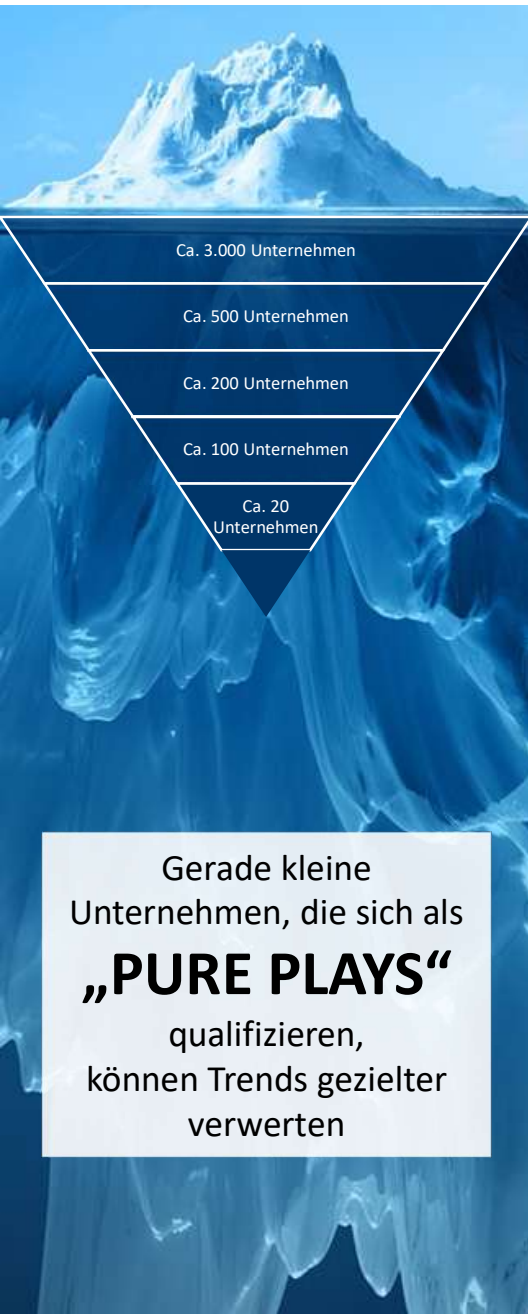 Ca. 3.000 Unternehmen
Ca. 500 Unternehmen
Ca. 200 Unternehmen
Ca. 100 Unternehmen
Ca. 20
Unternehmen
Gerade kleine
Unternehmen, die sich als
„PURE PLAYS“
qualifizieren,
können Trends gezielter
verwerten